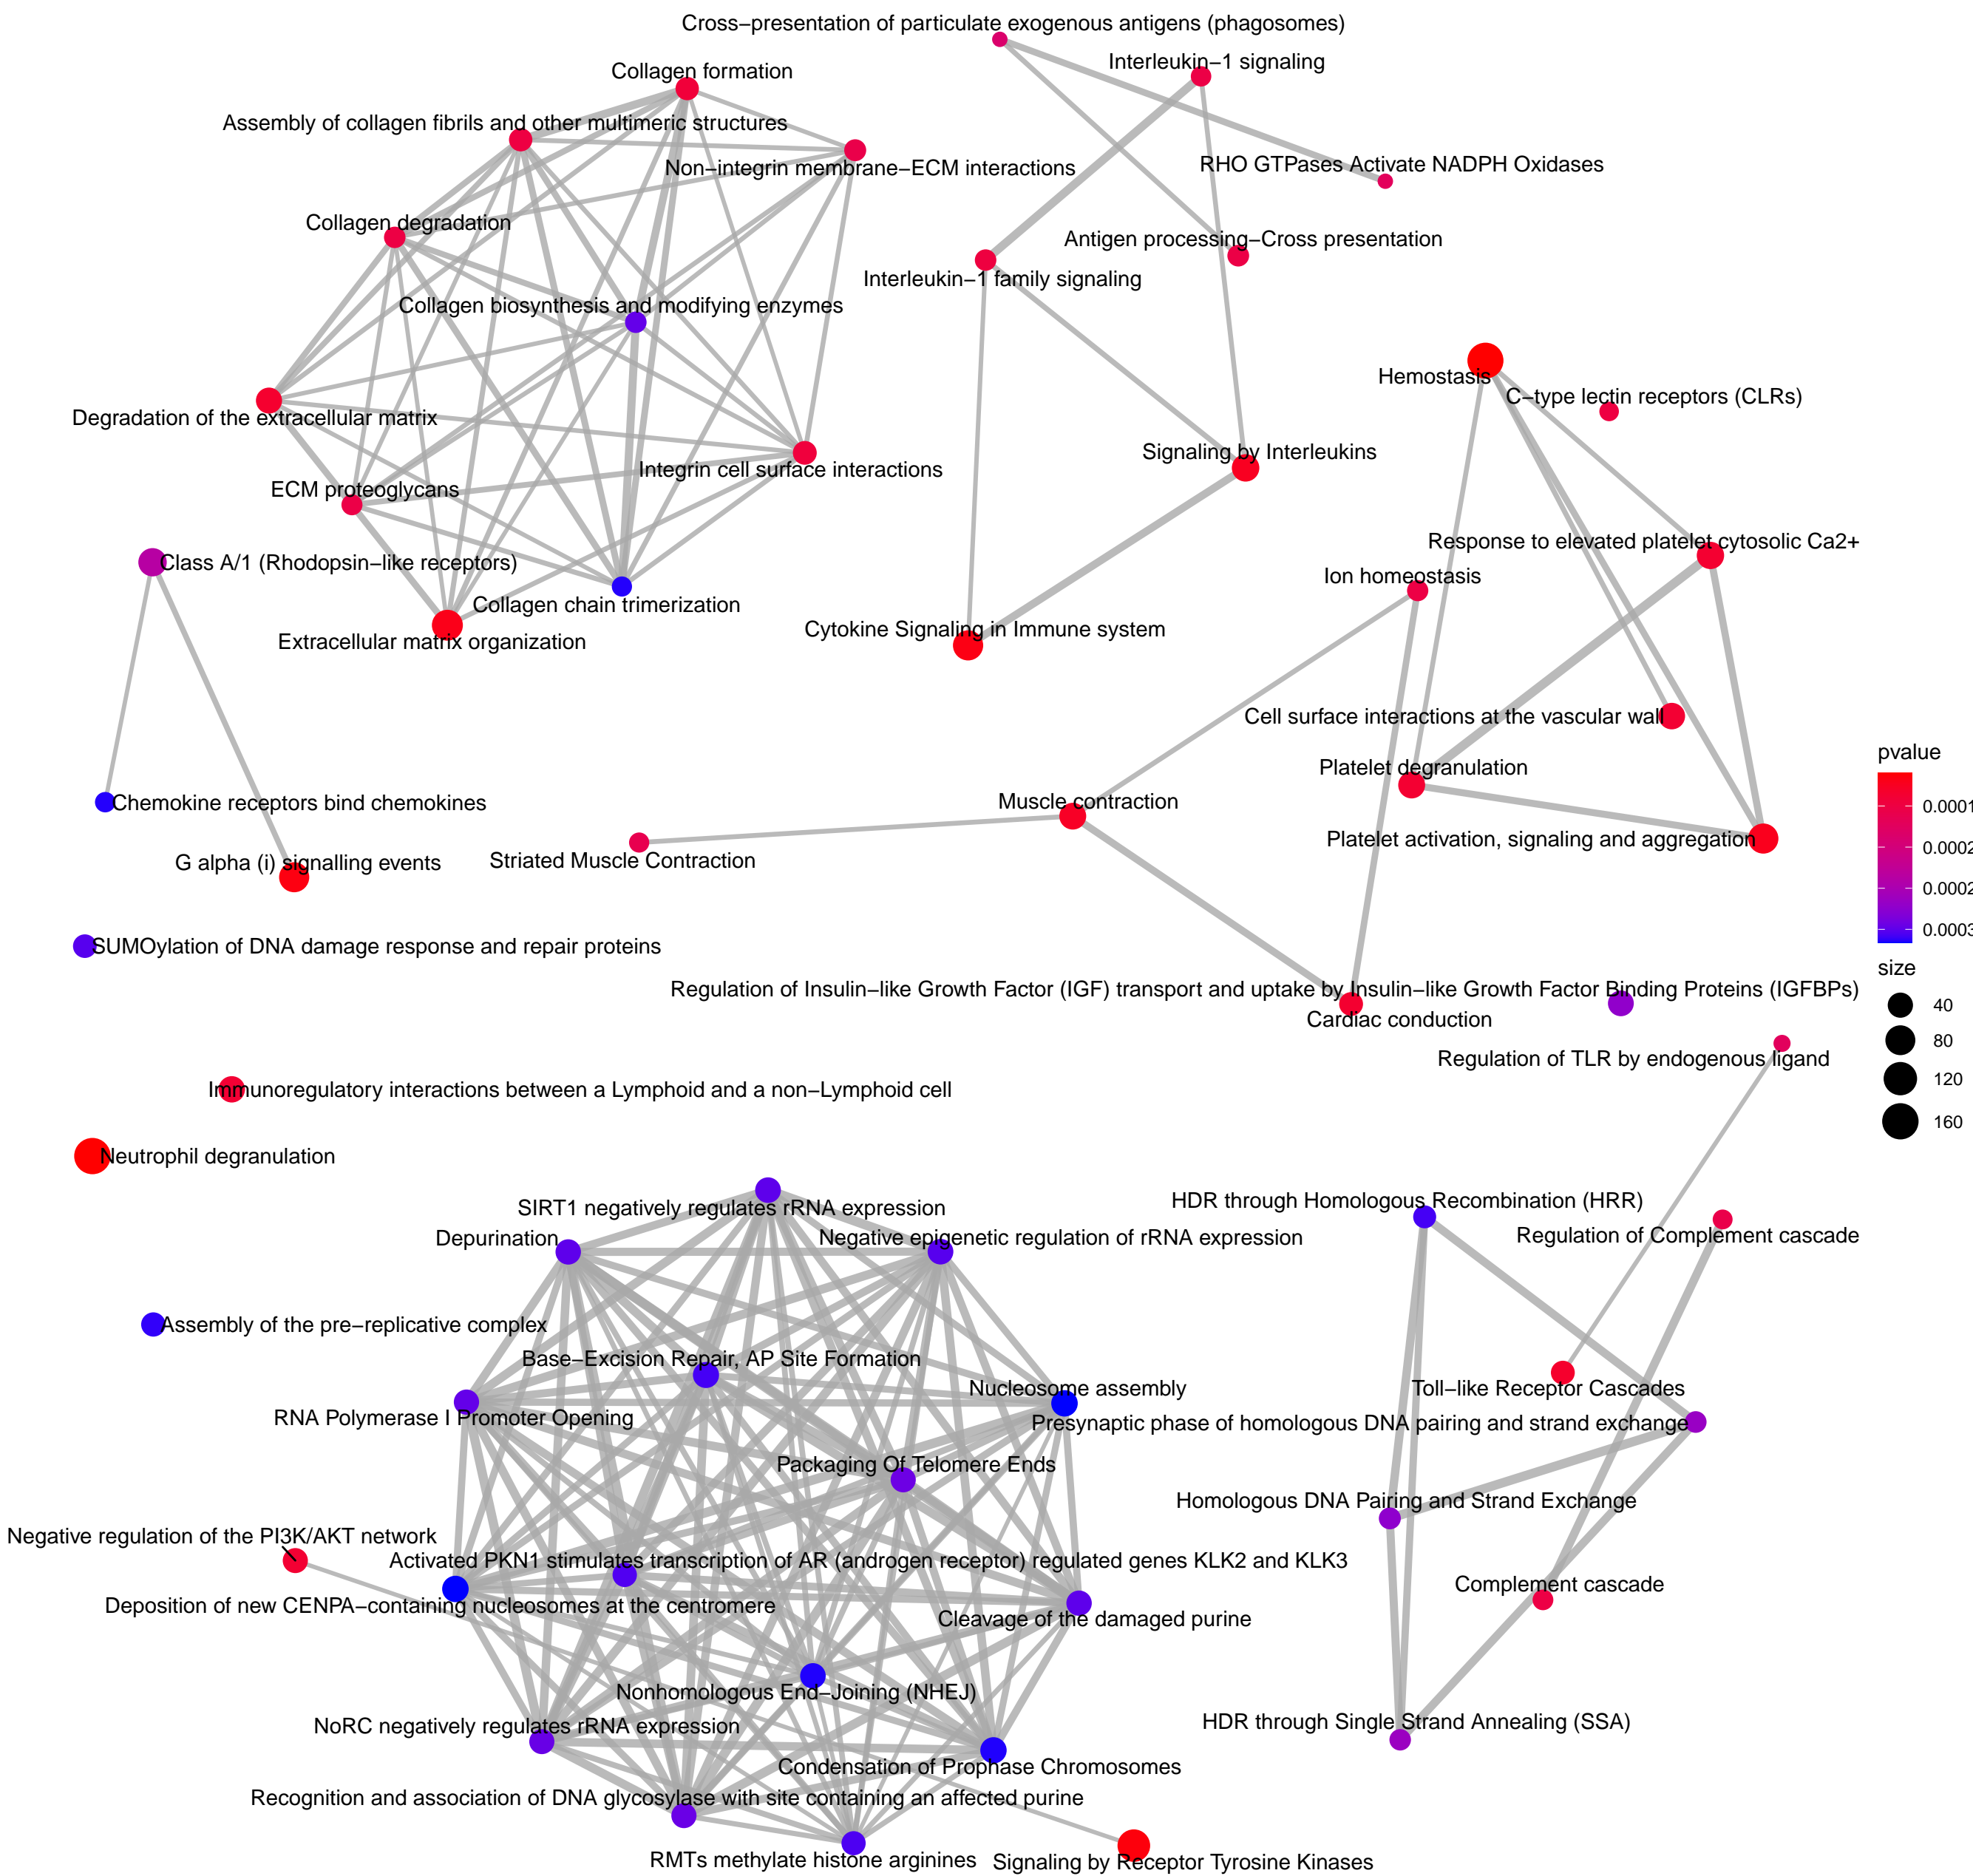 Cross−presentation of particulate exogenous antigens (phagosomes)
Interleukin−1 signaling
Collagen formation
Assembly of collagen fibrils and other multimeric structures
Non−integrin membrane−ECM interactions
RHO GTPases Activate NADPH Oxidases
Collagen degradation
Antigen processing−Cross presentation
Interleukin−1 family signaling
Collagen biosynthesis and modifying enzymes
Hemostasis
C−type lectin receptors (CLRs)
Degradation of the extracellular matrix
Signaling by Interleukins
Integrin cell surface interactions
ECM proteoglycans
Response to elevated platelet cytosolic Ca2+
Class A/1 (Rhodopsin−like receptors)
Ion homeostasis
Collagen chain trimerization
Cytokine Signaling in Immune system
Extracellular matrix organization
Cell surface interactions at the vascular wall
pvalue
Platelet degranulation
Chemokine receptors bind chemokines
Muscle contraction
0.0001
Platelet activation, signaling and aggregation
0.0002
Striated Muscle Contraction
G alpha (i) signalling events
0.0002
0.0003
SUMOylation of DNA damage response and repair proteins
size
Regulation of Insulin−like Growth Factor (IGF) transport and uptake by Insulin−like Growth Factor Binding Proteins (IGFBPs)
40
Cardiac conduction
80
Regulation of TLR by endogenous ligand
120
Immunoregulatory interactions between a Lymphoid and a non−Lymphoid cell
160
Neutrophil degranulation
HDR through Homologous Recombination (HRR)
SIRT1 negatively regulates rRNA expression
Depurination
Negative epigenetic regulation of rRNA expression
Regulation of Complement cascade
Assembly of the pre−replicative complex
Base−Excision Repair, AP Site Formation
Nucleosome assembly
Toll−like Receptor Cascades
RNA Polymerase I Promoter Opening
Presynaptic phase of homologous DNA pairing and strand exchange
Packaging Of Telomere Ends
Homologous DNA Pairing and Strand Exchange
Negative regulation of the PI3K/AKT network
Activated PKN1 stimulates transcription of AR (androgen receptor) regulated genes KLK2 and KLK3
Complement cascade
Deposition of new CENPA−containing nucleosomes at the centromere
Cleavage of the damaged purine
Nonhomologous End−Joining (NHEJ)
HDR through Single Strand Annealing (SSA)
NoRC negatively regulates rRNA expression
Condensation of Prophase Chromosomes
Recognition and association of DNA glycosylase with site containing an affected purine
RMTs methylate histone arginines
Signaling by Receptor Tyrosine Kinases